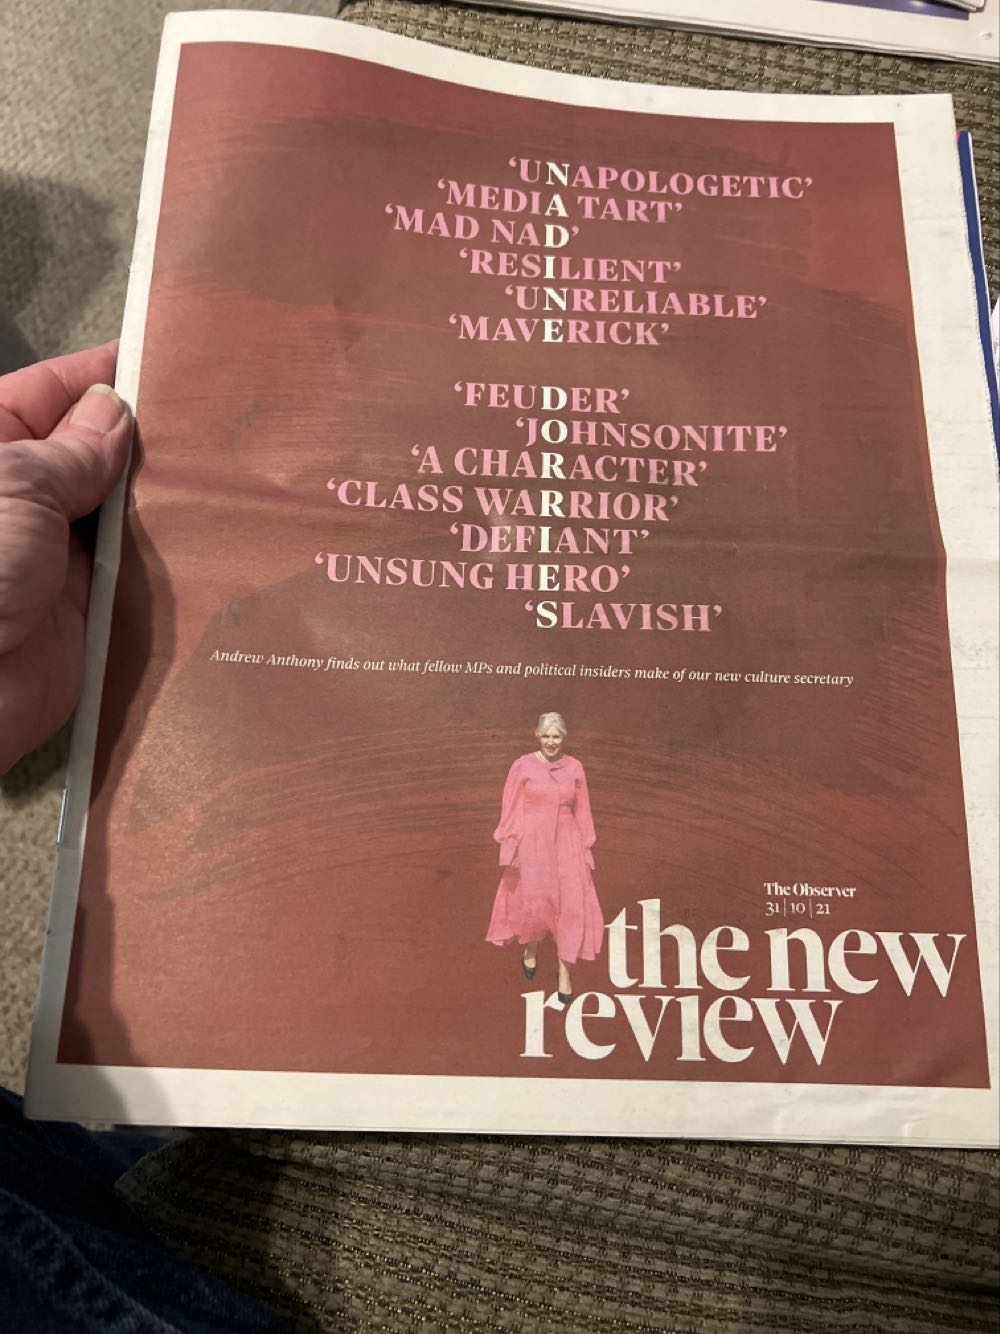 ‘UNAPOLOGETIC’
‘MEDIA TART’
‘MAD NAD’
‘RESILIENT’
‘UNRELIABLE’
‘MAVERICK’
‘FEUDER’
‘JOHNSONITE’
‘A CHARACTER’
‘CLASS WARRIOR’
‘DEFIANT’
‘UNSUNG HERO’
‘SLAVISH’
Andrew Anthony finds out what fellow MPs and political insiders make of our new culture secretary
The Observer
31|10|21
the new
review